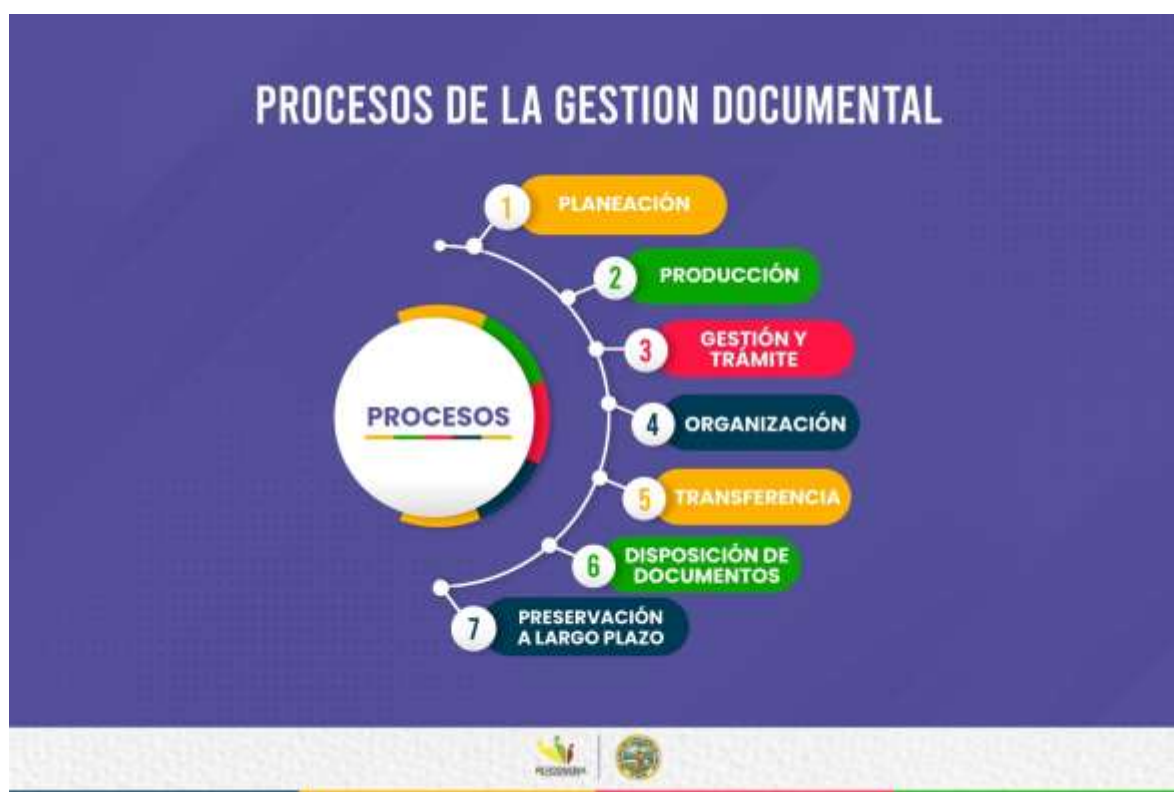 PROCESOS DE LA GESTION DOCUMENTAL
1 PLANEACIÓN
2 PRODUCCIÓN
3 GESTIÓN Y
TRÁMITE
PROCESOS
4 ORGANIZACIÓN
5 TRANSFERENCIA
6 DISPOSICIÓN DE
DOCUMENTOS
7 PRESERVACIÓN
A LARGO PLAZO